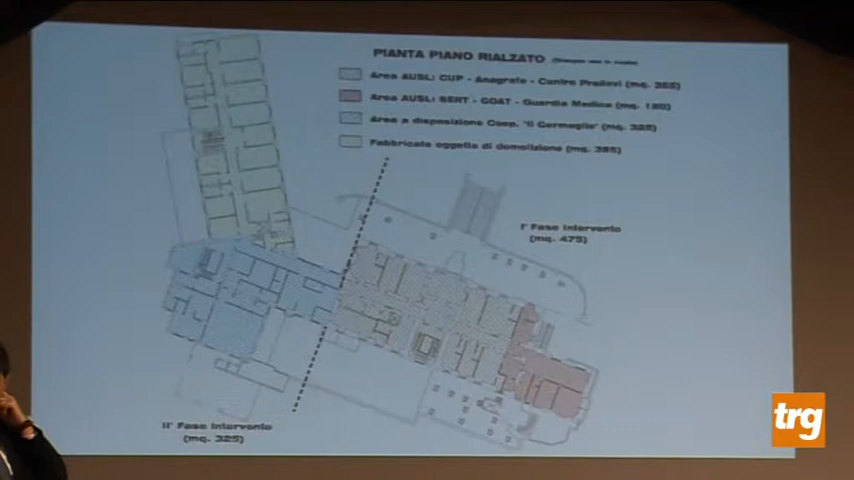 PIANTA PIANO RIALZATO
Area AUSL: CUP - Anagrafe - Centro Prelievi (mq. 355)
Area AUSL: SERT - GOAT - Guardia Medica (mq. 120)
Area a disposizione Coop. 'Il Germoglio' (mq. 325)
Fabbricato oggetto di demolizione (mq. 385)
I° Fase Intervento
(mq. 475)
II° Fase Intervento
(mq. 325)
trg